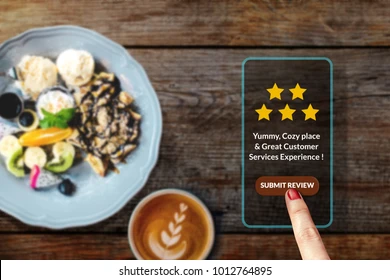 Yummy, Cozy place
& Great Customer
Services Experience !
SUBMIT REVIEW
shutterstock.com · 1012764895